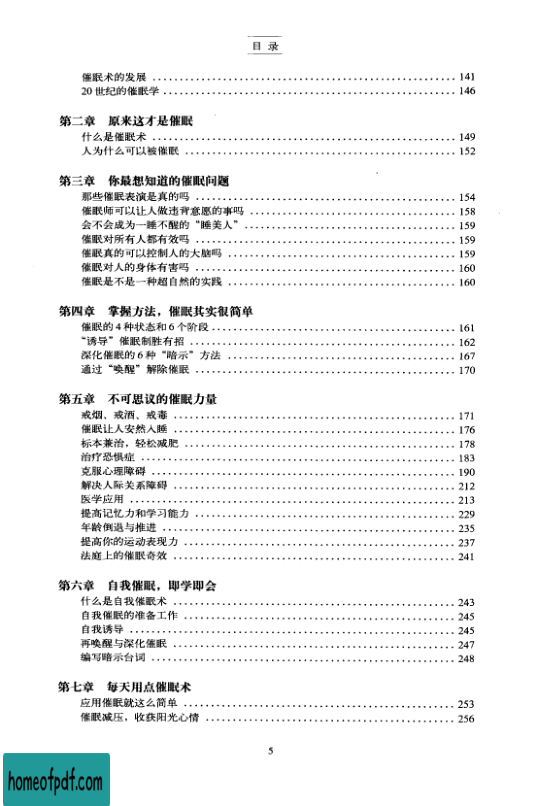 目 录
催眠术的发展 141
20 世纪的催眠学 146
第二章 原来这才是催眠
什么是催眠术 149
人为什么可以被催眠 152
第三章 你最想知道的催眠问题
那些催眠表演是真的吗 154
催眠师可以让人做违背意愿的事吗 158
会不会成为一睡不醒的“睡美人” 159
催眠对所有人都有效吗 159
催眠真的可以控制人的大脑吗 159
催眠对人的身体有害吗 160
催眠是不是一种超自然的实践 160
第四章 掌握方法，催眠其实很简单
催眠的 4 种状态和 6 个阶段 161
“诱导”催眠制胜有招 162
深化催眠的 6 种“暗示”方法 167
通过“唤醒”解除催眠 170
第五章 不可思议的催眠力量
戒烟、戒酒、戒毒 171
催眠让人安然入睡 176
标本兼治，轻松减肥 178
治疗恐惧症 183
克服心理障碍 190
解决人际关系障碍 212
医学应用 213
提高记忆力和学习能力 229
年龄倒退与推进 235
提高你的运动表现力 237
法庭上的催眠奇效 241
第六章 自我催眠，即学即会
什么是自我催眠术 243
自我催眠的准备工作 245
自我诱导 245
再唤醒与深化催眠 247
编写暗示台词 248
第七章 每天用点催眠术
应用催眠就这么简单 253
催眠减压，收获阳光心情 256
5
homeofpdf.com